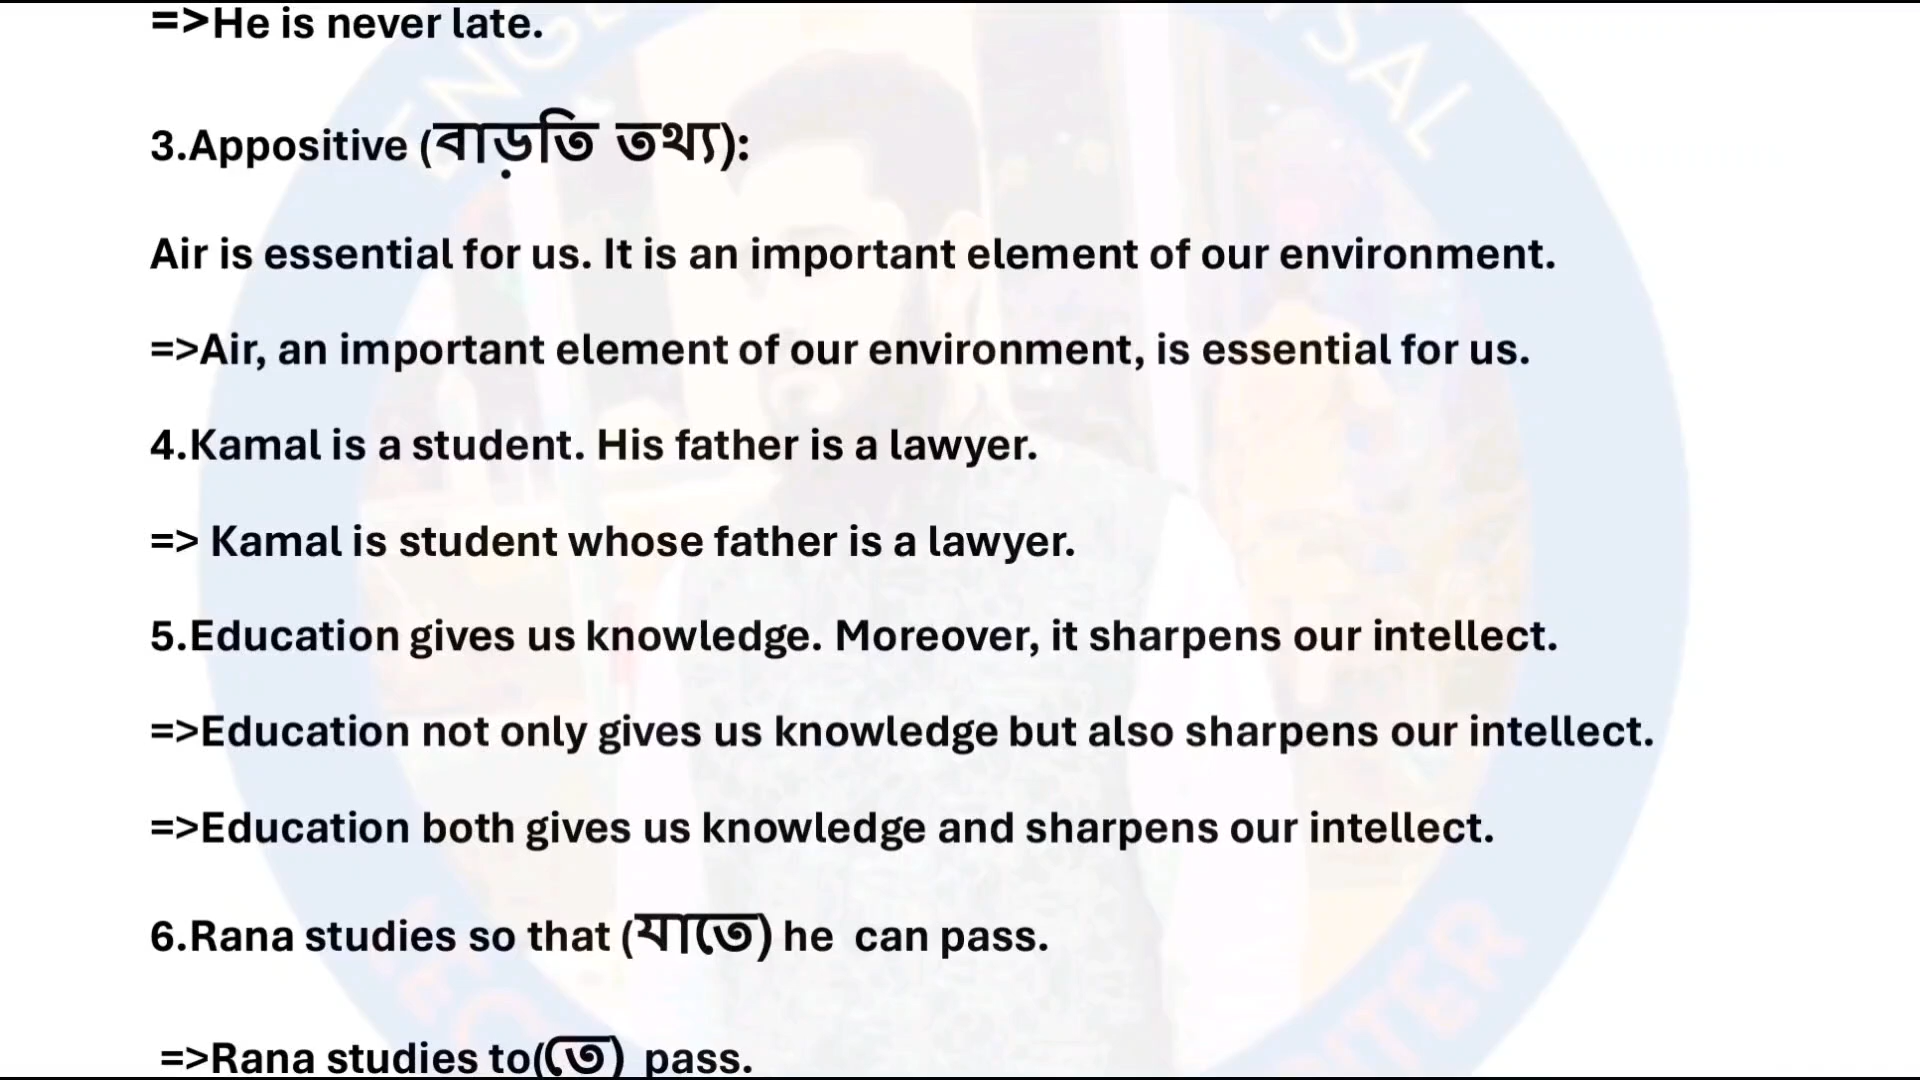 =>He is never late.
3.Appositive (বাড়তি তথ্য):
Air is essential for us. It is an important element of our environment.
=>Air, an important element of our environment, is essential for us.
4.Kamal is a student. His father is a lawyer.
=> Kamal is student whose father is a lawyer.
5.Education gives us knowledge. Moreover, it sharpens our intellect.
=>Education not only gives us knowledge but also sharpens our intellect.
=>Education both gives us knowledge and sharpens our intellect.
6.Rana studies so that (যাতে) he  can pass.
=>Rana studies to(তে)  pass.